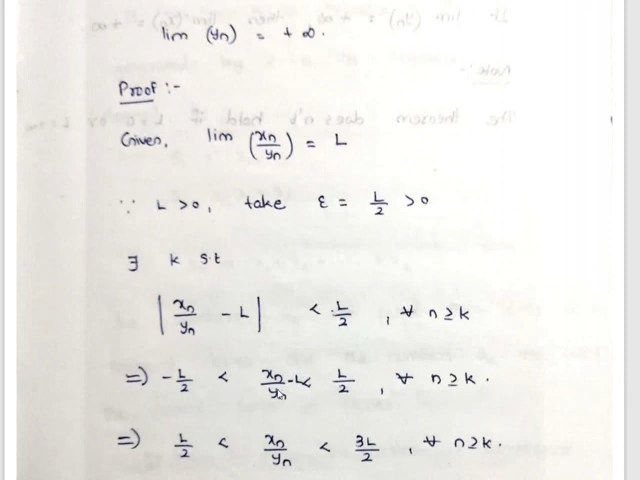 lim (yn) = +∞.
Proof :-
Given, lim (xn/yn) = L
∵ L >0, take ε = L/2 >0
∃ k s.t
|xn/yn - L| < L/2, ∀ n≥k
=) -L/2 < xn/yn - L < L/2, ∀ n≥k.
=) L/2 < xn/yn < 3L/2, ∀ n≥k.